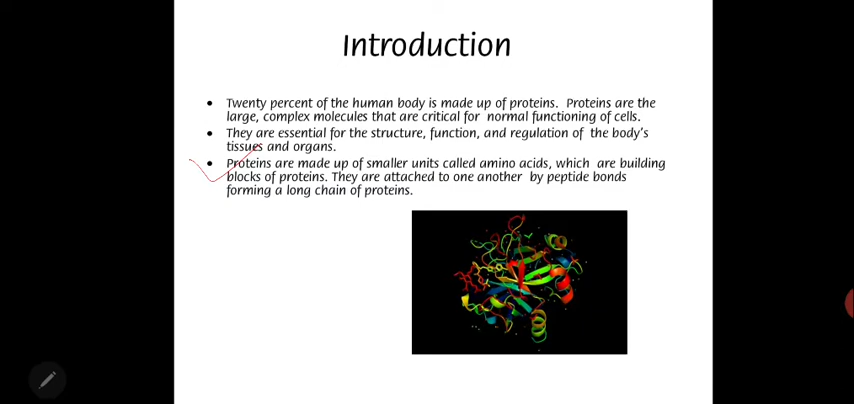 Introduction
• Twenty percent of the human body is made up of proteins. Proteins are the
large, complex molecules that are critical for normal functioning of cells.
• They are essential for the structure, function, and regulation of the body's
tissues and organs.
• Proteins are made up of smaller units called amino acids, which are building
blocks of proteins. They are attached to one another by peptide bonds
forming a long chain of proteins.